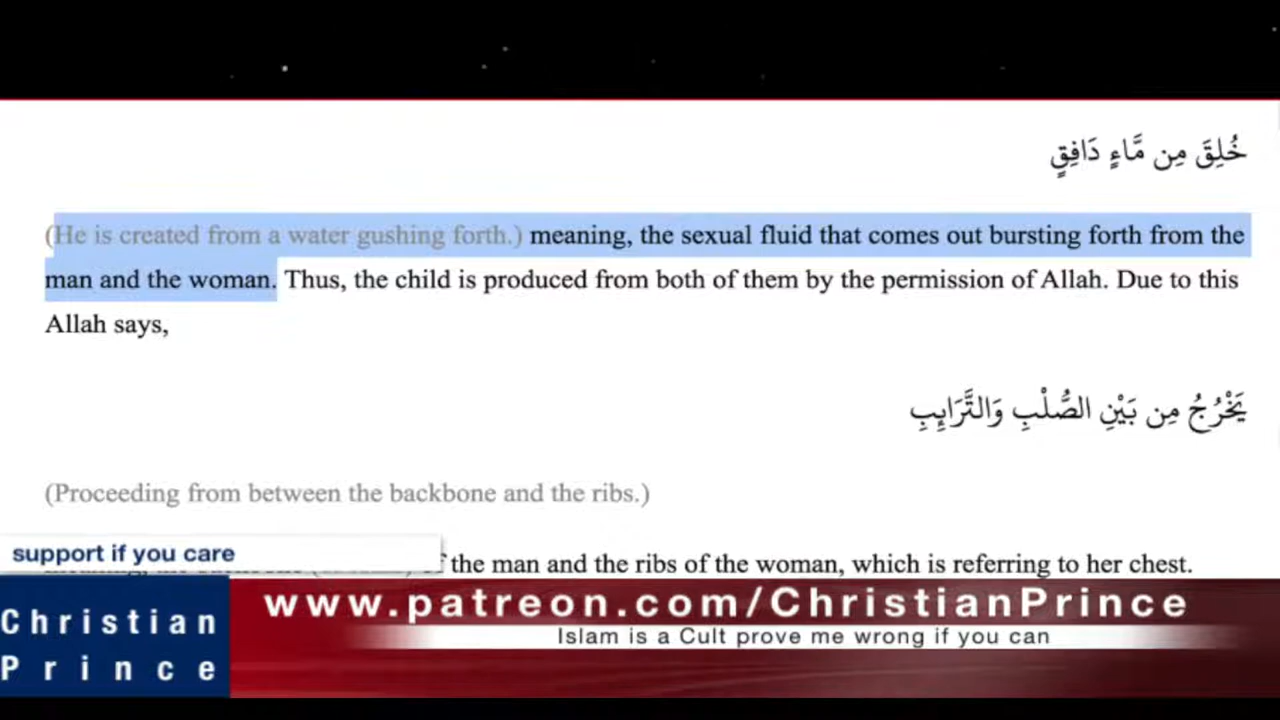 خُلِقَ مِن مَّاءٍ دَافِقٍ
(He is created from a water gushing forth.) meaning, the sexual fluid that comes out bursting forth from the
man and the woman. Thus, the child is produced from both of them by the permission of Allah. Due to this
Allah says,
يَخْرُجُ مِن بَيْنِ الصُّلْبِ وَالتَّرَائِبِ
(Proceeding from between the backbone and the ribs.)
the man and the ribs of the woman, which is referring to her chest.
support if you care
Christian
Prince
www.patreon.com/ChristianPrince
Islam is a Cult prove me wrong if you can